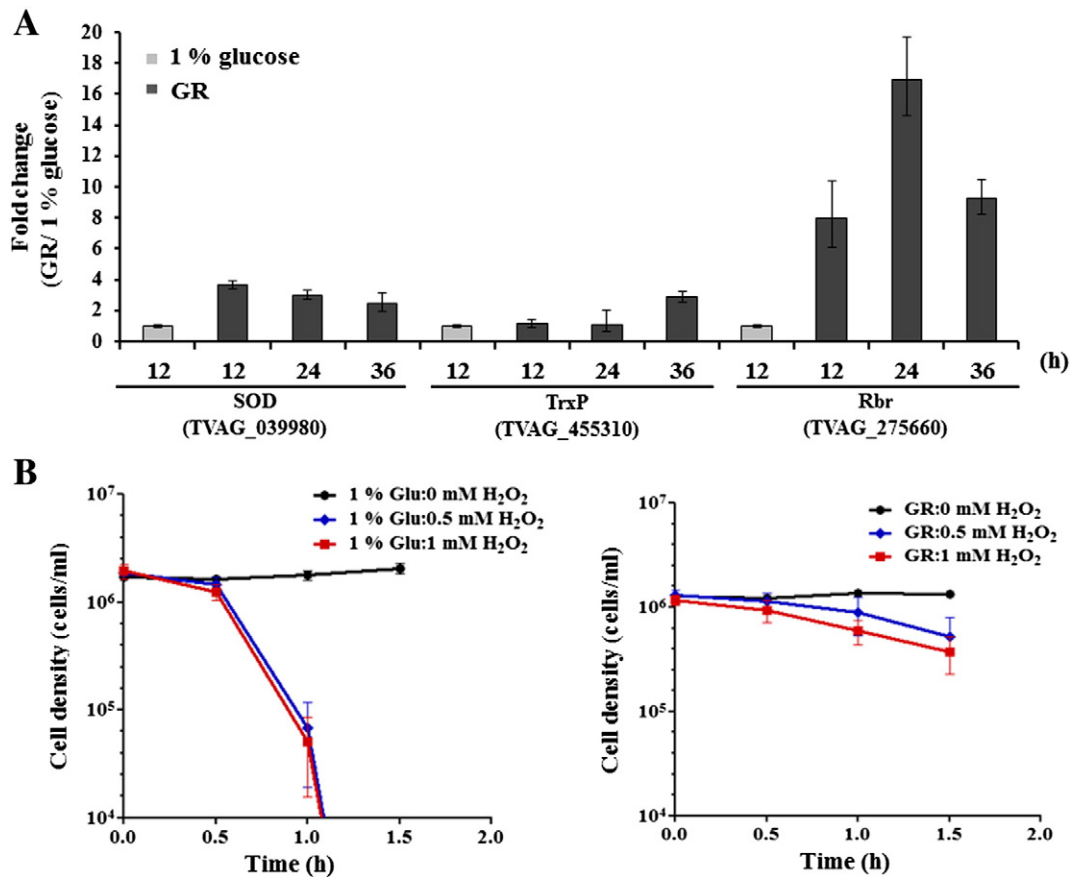 A
Fold change
(GR/ 1 % glucose)
20
18
16
14
12
10
8
6
4
2
0
1 % glucose
GR
12 12 24 36 12 12 24 36 12 12 24 36 (h)
SOD TrxP Rbr
(TVAG_039980) (TVAG_455310) (TVAG_275660)
B
Cell density (cells/ml)
10⁷
10⁶
10⁵
10⁴
1 % Glu:0 mM H₂O₂
1 % Glu:0.5 mM H₂O₂
1 % Glu:1 mM H₂O₂
0.0 0.5 1.0 1.5 2.0
Time (h)
Cell density (cells/ml)
10⁷
10⁶
10⁵
10⁴
GR:0 mM H₂O₂
GR:0.5 mM H₂O₂
GR:1 mM H₂O₂
0.0 0.5 1.0 1.5 2.0
Time (h)